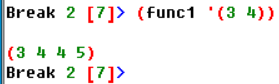 Break 2 [7]> (func1 '(3 4))
(3 4 4 5)
Break 2 [7]>